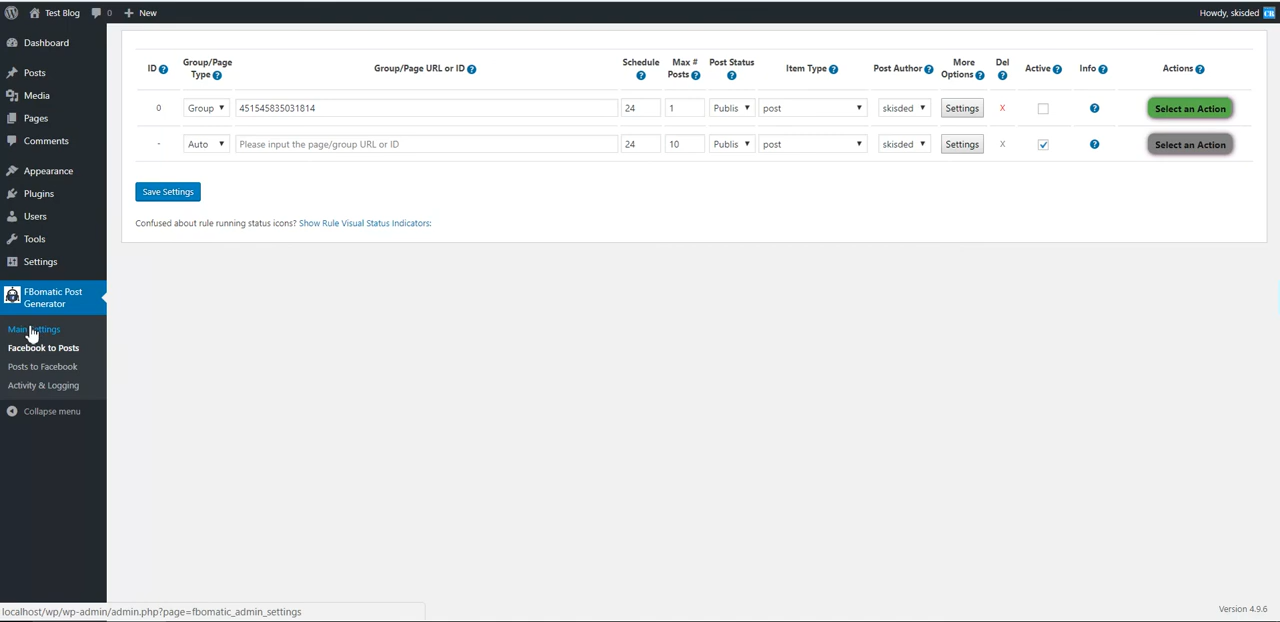 Test Blog 0 + New Howdy, skisded CR
Dashboard
Posts
Media
Pages
Comments
Appearance
Plugins
Users
Tools
Settings
FBomatic Post
Generator
Main Settings
Facebook to Posts
Posts to Facebook
Activity & Logging
Collapse menu
ID ? Group/Page Type ? Group/Page URL or ID ? Schedule ? Max # Posts ? Post Status ? Item Type ? Post Author ? More Options ? Del ? Active ? Info ? Actions ?
0 Group 451545835031814 24 1 Publis post skisded Settings X ? Select an Action
- Auto Please input the page/group URL or ID 24 10 Publis post skisded Settings X ? Select an Action
Save Settings
Confused about rule running status icons? Show Rule Visual Status Indicators:
localhost/wp/wp-admin/admin.php?page=fbomatic_admin_settings
Version 4.9.6